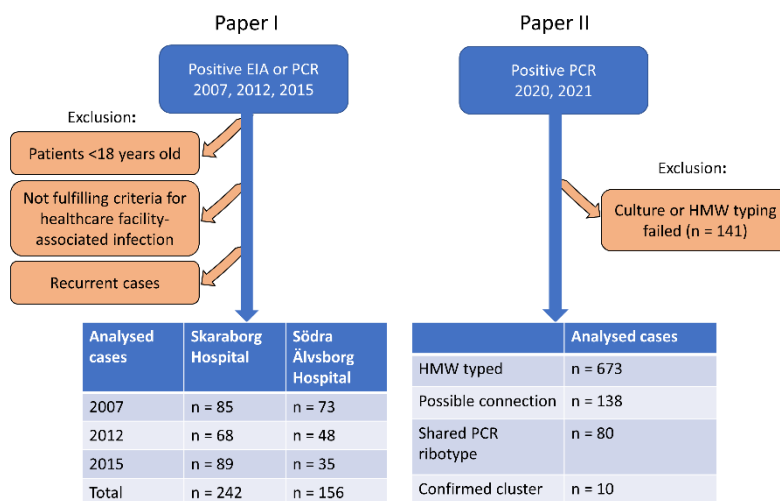 Paper I
Positive EIA or PCR
2007, 2012, 2015
Exclusion:
Patients <18 years old
Not fulfilling criteria for
healthcare facility-
associated infection
Recurrent cases
Analysed
cases
Skaraborg
Hospital
Södra
Älvsborg
Hospital
2007 n = 85 n = 73
2012 n = 68 n = 48
2015 n = 89 n = 35
Total n = 242 n = 156
Paper II
Positive PCR
2020, 2021
Exclusion:
Culture or HMW typing
failed (n = 141)
Analysed cases
HMW typed n = 673
Possible connection n = 138
Shared PCR n = 80
ribotype
Confirmed cluster n = 10